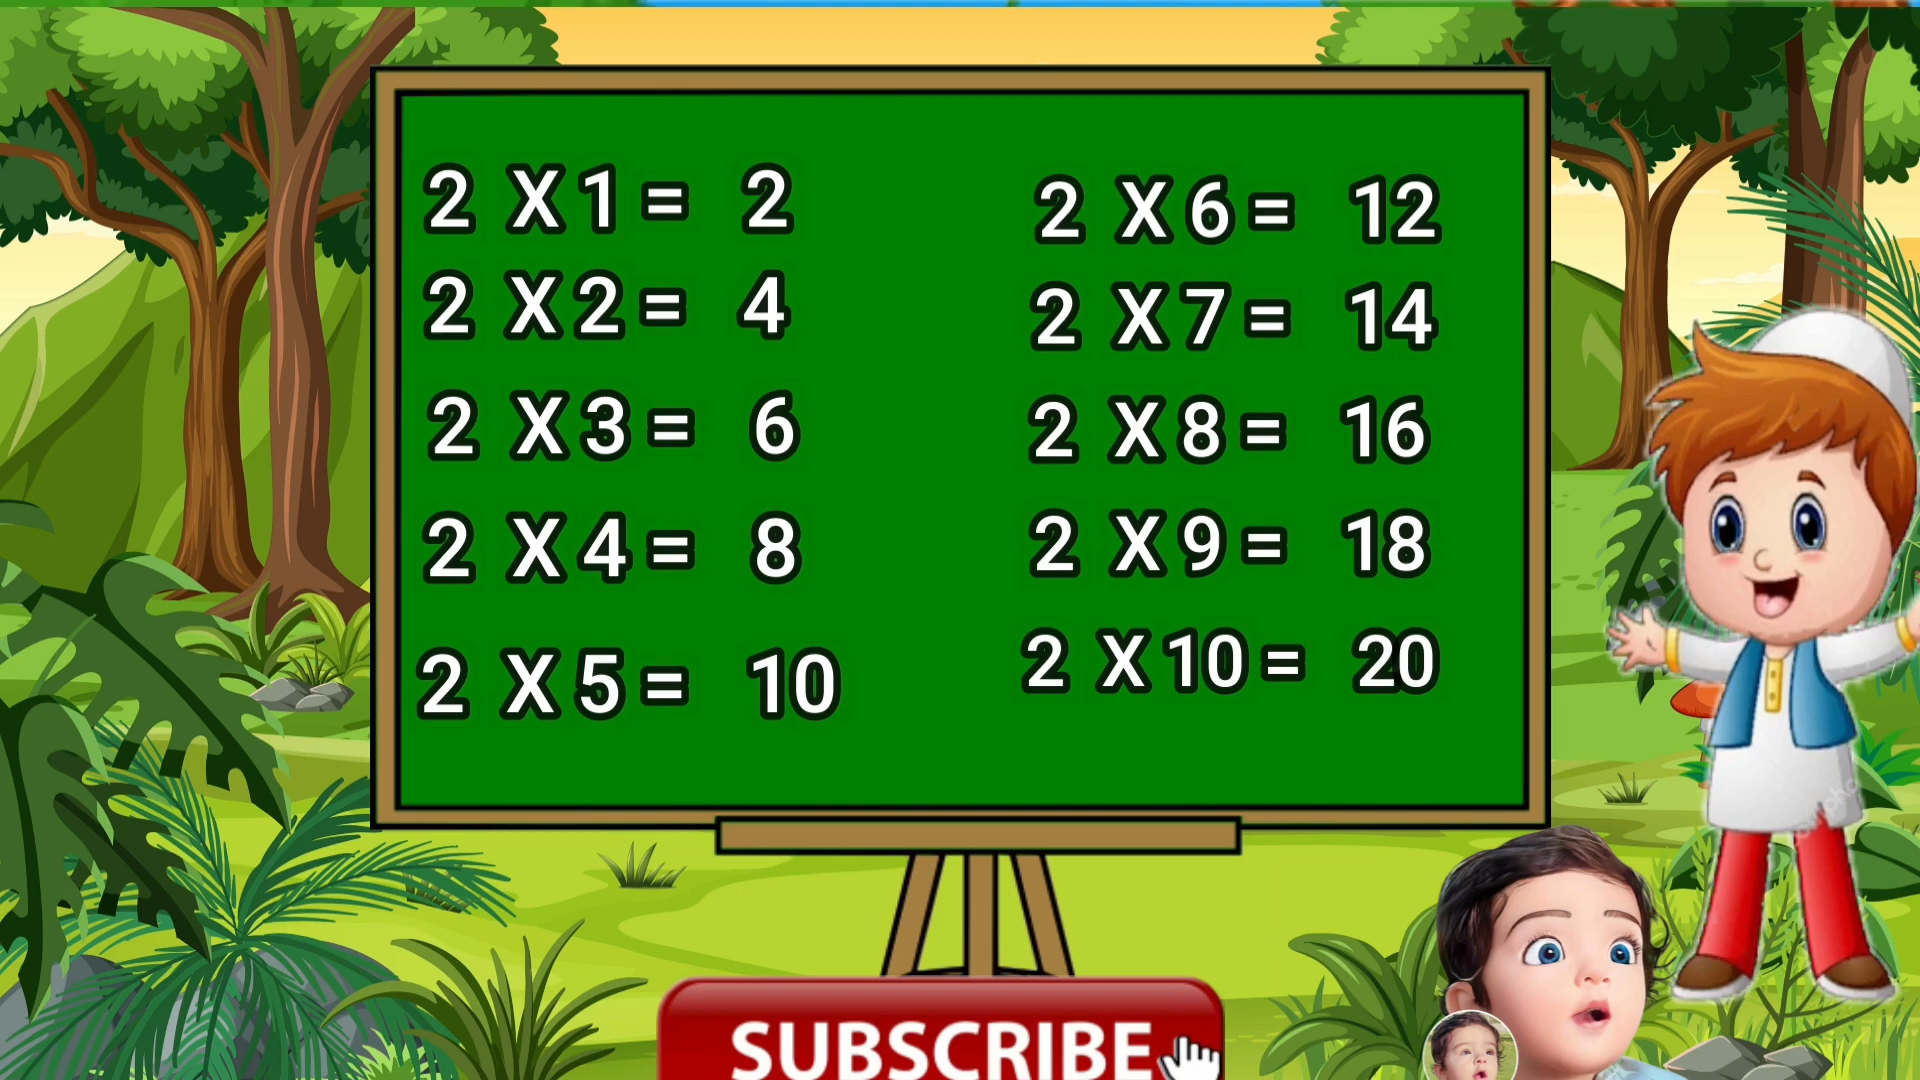 2 X 1 = 2
2 X 2 = 4
2 X 3 = 6
2 X 4 = 8
2 X 5 = 10
2 X 6 = 12
2 X 7 = 14
2 X 8 = 16
2 X 9 = 18
2 X 10 = 20
SUBSCRIBE